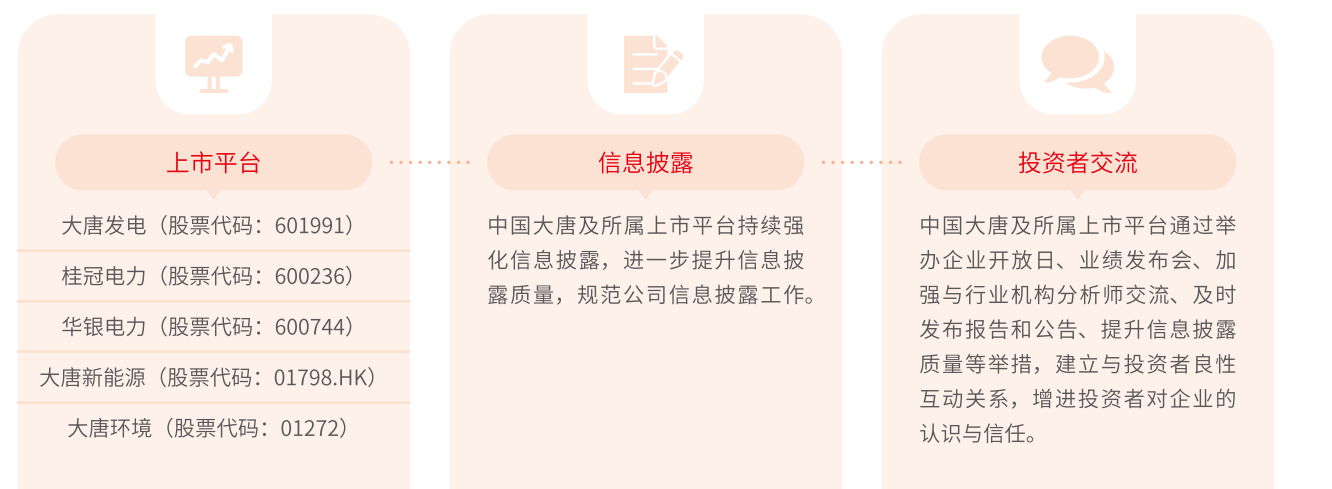 上市平台
大唐发电（股票代码：601991）
桂冠电力（股票代码：600236）
华银电力（股票代码：600744）
大唐新能源（股票代码：01798.HK）
大唐环境（股票代码：01272）
信息披露
中国大唐及所属上市平台持续强
化信息披露，进一步提升信息披
露质量，规范公司信息披露工作。
投资者交流
中国大唐及所属上市平台通过举
办企业开放日、业绩发布会、加
强与行业机构分析师交流、及时
发布报告和公告、提升信息披露
质量等举措，建立与投资者良性
互动关系，增进投资者对企业的
认识与信任。